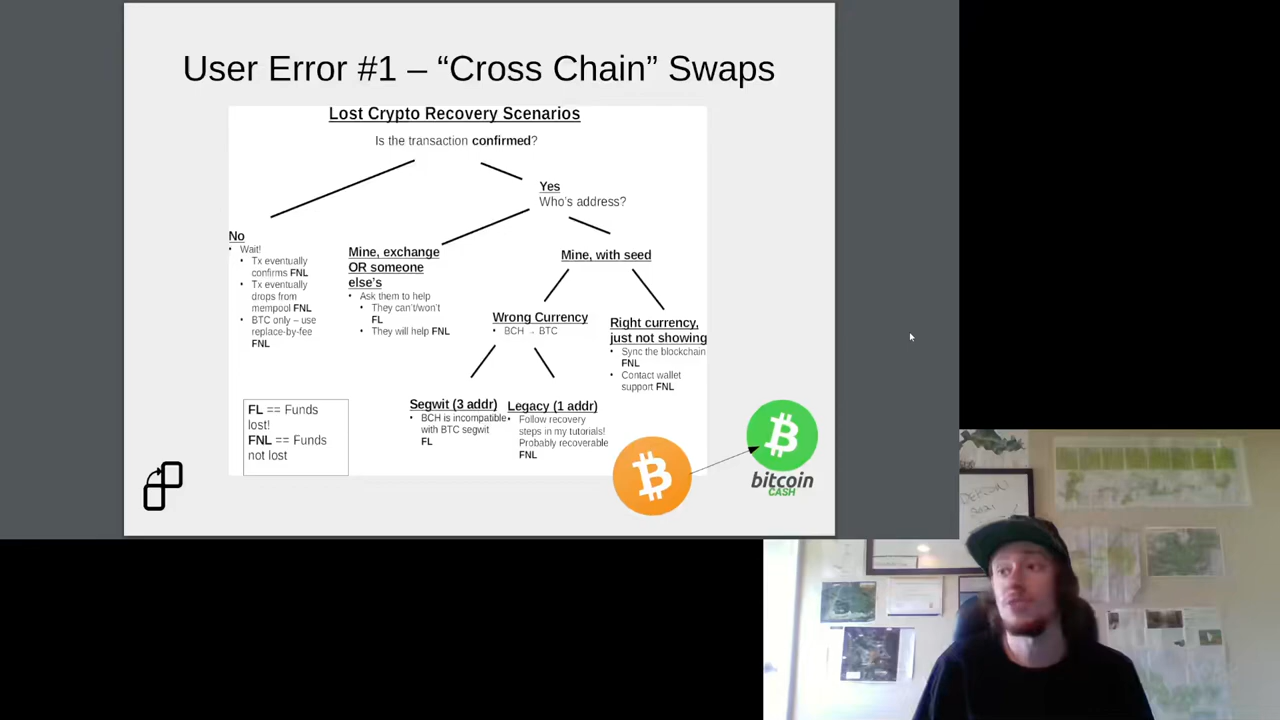 User Error #1 – “Cross Chain” Swaps
Lost Crypto Recovery Scenarios
Is the transaction confirmed?
Yes
Who's address?
No
• Wait!
• Tx eventually
confirms FNL
• Tx eventually
drops from
mempool FNL
• BTC only – use
replace-by-fee
FNL
Mine, exchange
OR someone
else's
• Ask them to help
• They can't/won't
FL
• They will help FNL
Mine, with seed
Wrong Currency
• BCH → BTC
Right currency,
just not showing
• Sync the blockchain
FNL
• Contact wallet
support FNL
Segwit (3 addr)
• BCH is incompatible
with BTC segwit
FL
Legacy (1 addr)
• Follow recovery
steps in my tutorials!
Probably recoverable
FNL
FL == Funds
lost!
FNL == Funds
not lost
bitcoin
CASH